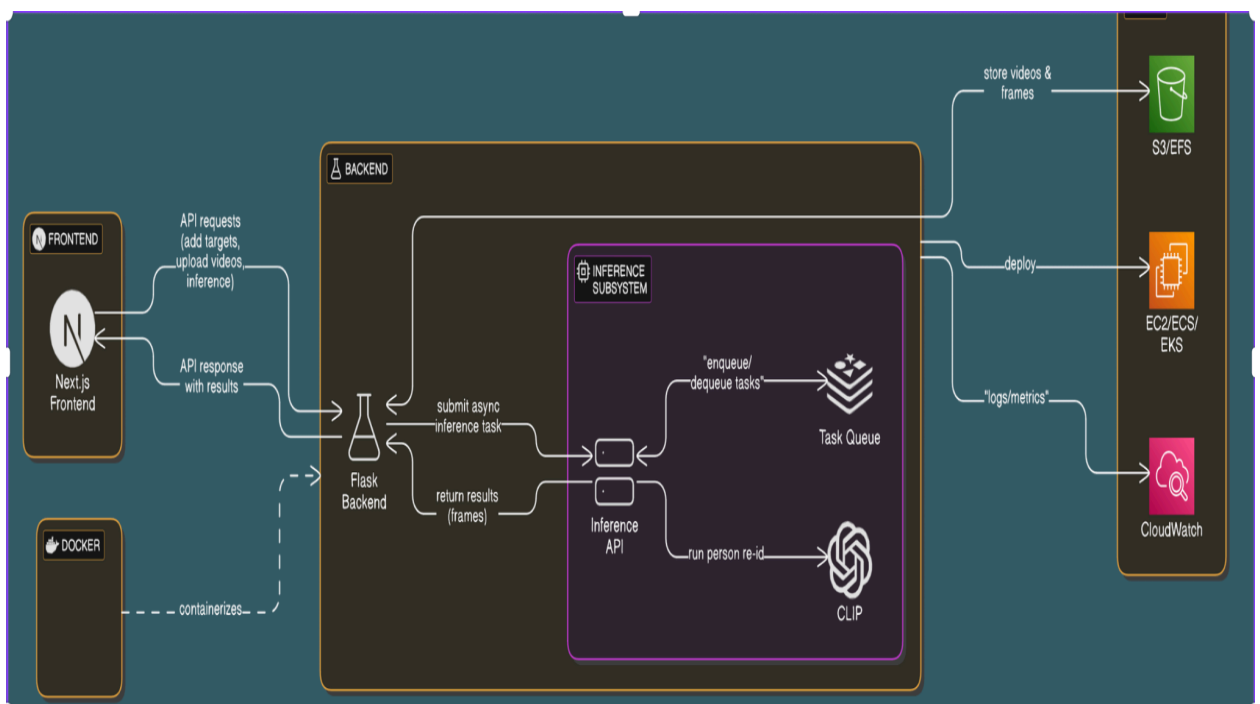 store videos &
frames
S3/EFS
BACKEND
FRONTEND
API requests
(add targets,
upload videos,
inference)
INFERENCE
SUBSYSTEM
deploy
EC2/ECS/
EKS
Next.js
Frontend
API response
with results
"enqueue/
dequeue tasks"
Task Queue
submit async
inference task
"logs/metrics"
Flask
Backend
return results
(frames)
Inference
API
run person re-id
CLIP
CloudWatch
DOCKER
containerizes